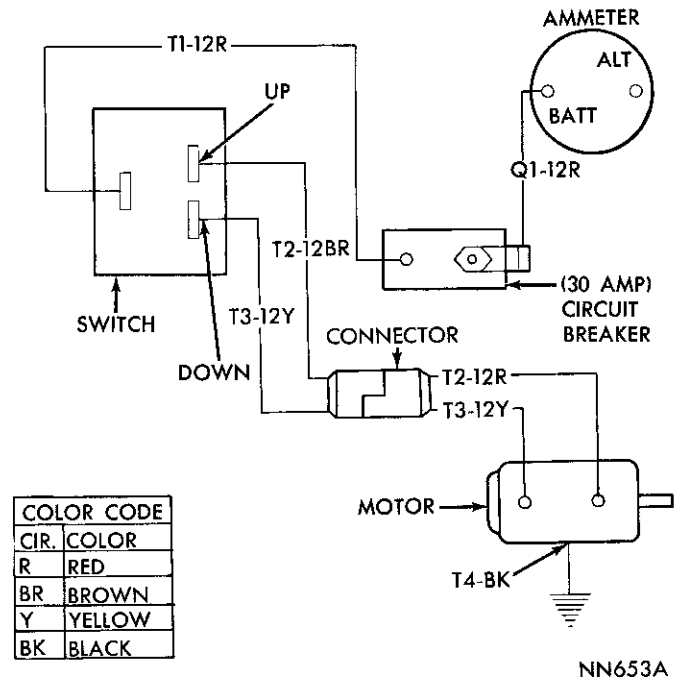 AMMETER
T1-12R
ALT
UP
BATT
Q1-12R
T2-12BR
(30 AMP)
CIRCUIT
BREAKER
SWITCH
T3-12Y
CONNECTOR
DOWN
T2-12R
T3-12Y
MOTOR
COLOR CODE
CIR. COLOR
R RED
BR BROWN
Y YELLOW
BK BLACK
T4-BK
NN653A